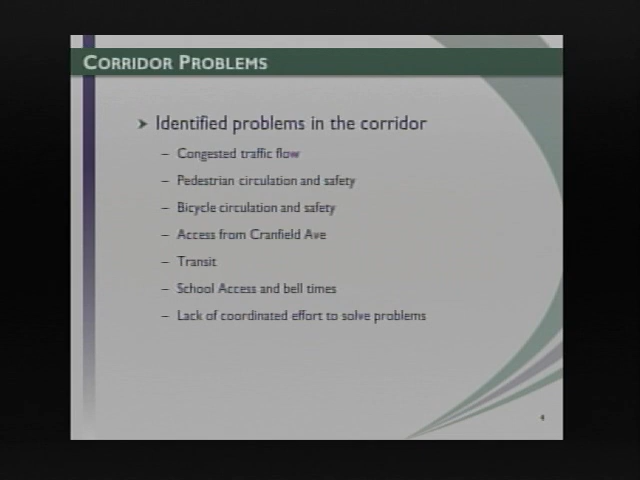 CORRIDOR PROBLEMS
➤ Identified problems in the corridor
– Congested traffic flow
– Pedestrian circulation and safety
– Bicycle circulation and safety
– Access from Cranfield Ave
– Transit
– School Access and bell times
– Lack of coordinated effort to solve problems
4